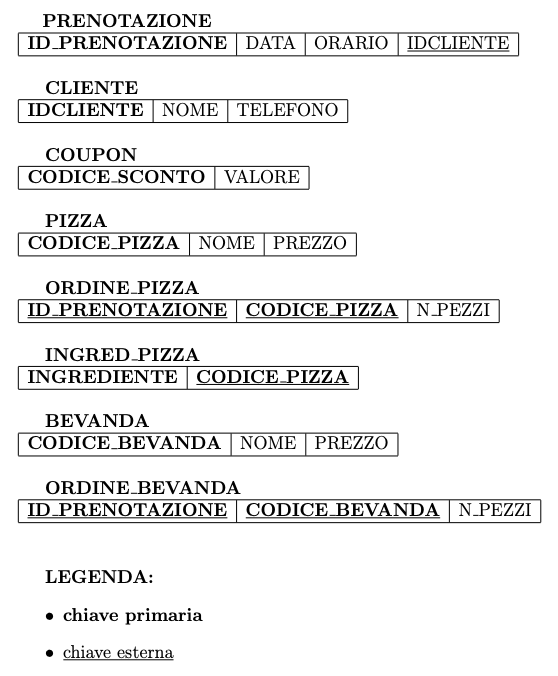 PRENOTAZIONE
ID_PRENOTAZIONE DATA ORARIO IDCLIENTE
CLIENTE
IDCLIENTE NOME TELEFONO
COUPON
CODICE_SCONTO VALORE
PIZZA
CODICE_PIZZA NOME PREZZO
ORDINE_PIZZA
ID_PRENOTAZIONE CODICE_PIZZA N_PEZZI
INGRED_PIZZA
INGREDIENTE CODICE_PIZZA
BEVANDA
CODICE_BEVANDA NOME PREZZO
ORDINE_BEVANDA
ID_PRENOTAZIONE CODICE_BEVANDA N_PEZZI
LEGENDA:
• chiave primaria
• chiave esterna